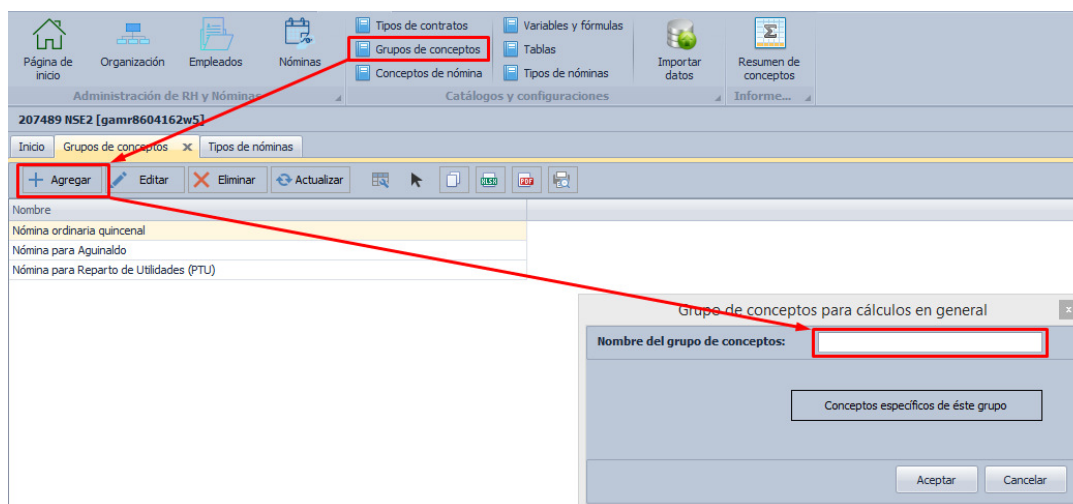 Página de inicio
Organización
Empleados
Nóminas
Tipos de contratos
Grupos de conceptos
Conceptos de nómina
Variables y fórmulas
Tablas
Tipos de nóminas
Importar datos
Resumen de conceptos
Administración de RH y Nóminas
Catálogos y configuraciones
Informe...
207489 NSE2 [gamr8604162w5]
Inicio
Grupos de conceptos x
Tipos de nóminas
Agregar
Editar
Eliminar
Actualizar
XLSX
PDF
Nombre
Nómina ordinaria quincenal
Nómina para Aguinaldo
Nómina para Reparto de Utilidades (PTU)
Grupo de conceptos para cálculos en general
x
Nombre del grupo de conceptos:
Conceptos específicos de éste grupo
Aceptar
Cancelar